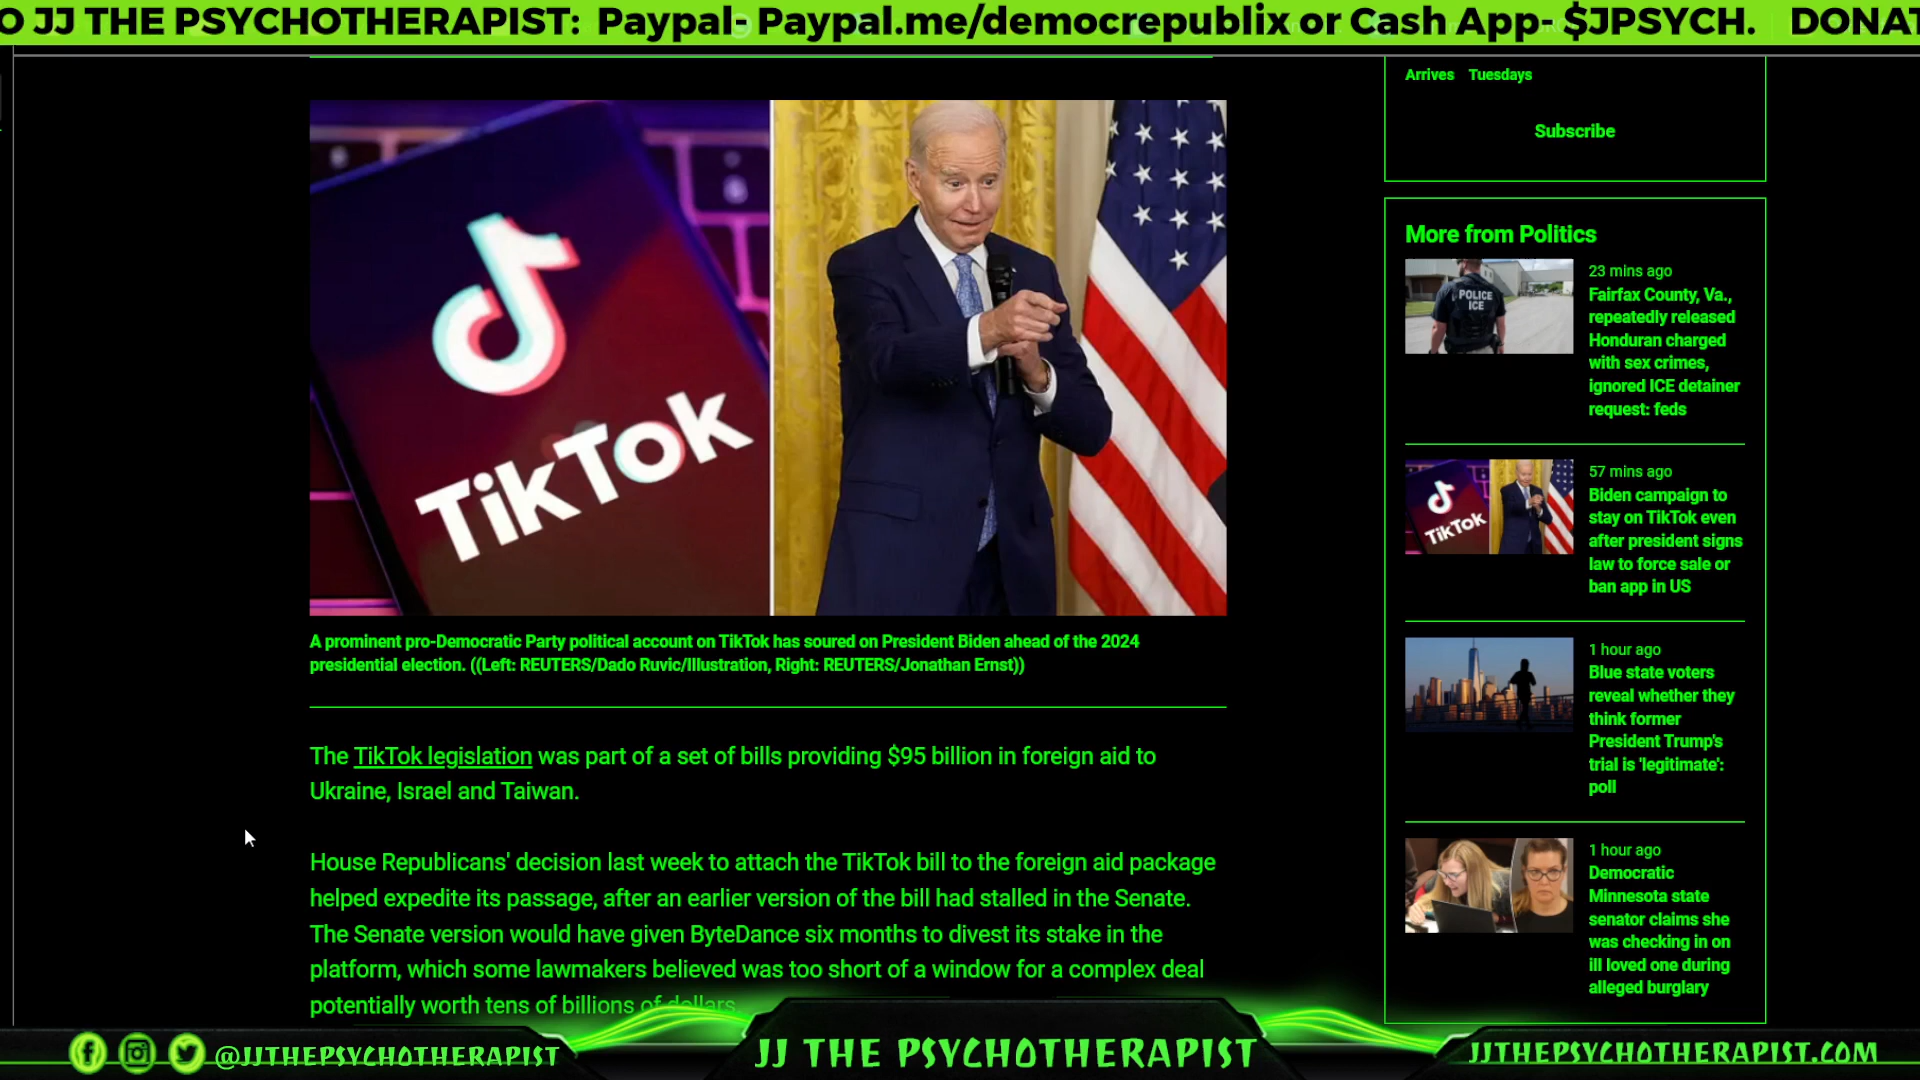 O JJ THE PSYCHOTHERAPIST: Paypal- Paypal.me/democrepublix or Cash App- $JPSYCH. DONAT
Arrives Tuesdays
Subscribe
TikTok
A prominent pro-Democratic Party political account on TikTok has soured on President Biden ahead of the 2024
presidential election. ((Left: REUTERS/Dado Ruvic/Illustration, Right: REUTERS/Jonathan Ernst))
The TikTok legislation was part of a set of bills providing $95 billion in foreign aid to
Ukraine, Israel and Taiwan.
House Republicans' decision last week to attach the TikTok bill to the foreign aid package
helped expedite its passage, after an earlier version of the bill had stalled in the Senate.
The Senate version would have given ByteDance six months to divest its stake in the
platform, which some lawmakers believed was too short of a window for a complex deal
potentially worth tens of billions of dollars.
More from Politics
POLICE
ICE
23 mins ago
Fairfax County, Va.,
repeatedly released
Honduran charged
with sex crimes,
ignored ICE detainer
request: feds
TikTok
57 mins ago
Biden campaign to
stay on TikTok even
after president signs
law to force sale or
ban app in US
1 hour ago
Blue state voters
reveal whether they
think former
President Trump's
trial is 'legitimate':
poll
1 hour ago
Democratic
Minnesota state
senator claims she
was checking in on
ill loved one during
alleged burglary
@JJTHEPSYCHOTHERAPIST
JJ THE PSYCHOTHERAPIST
JJTHEPSYCHOTHERAPIST.COM